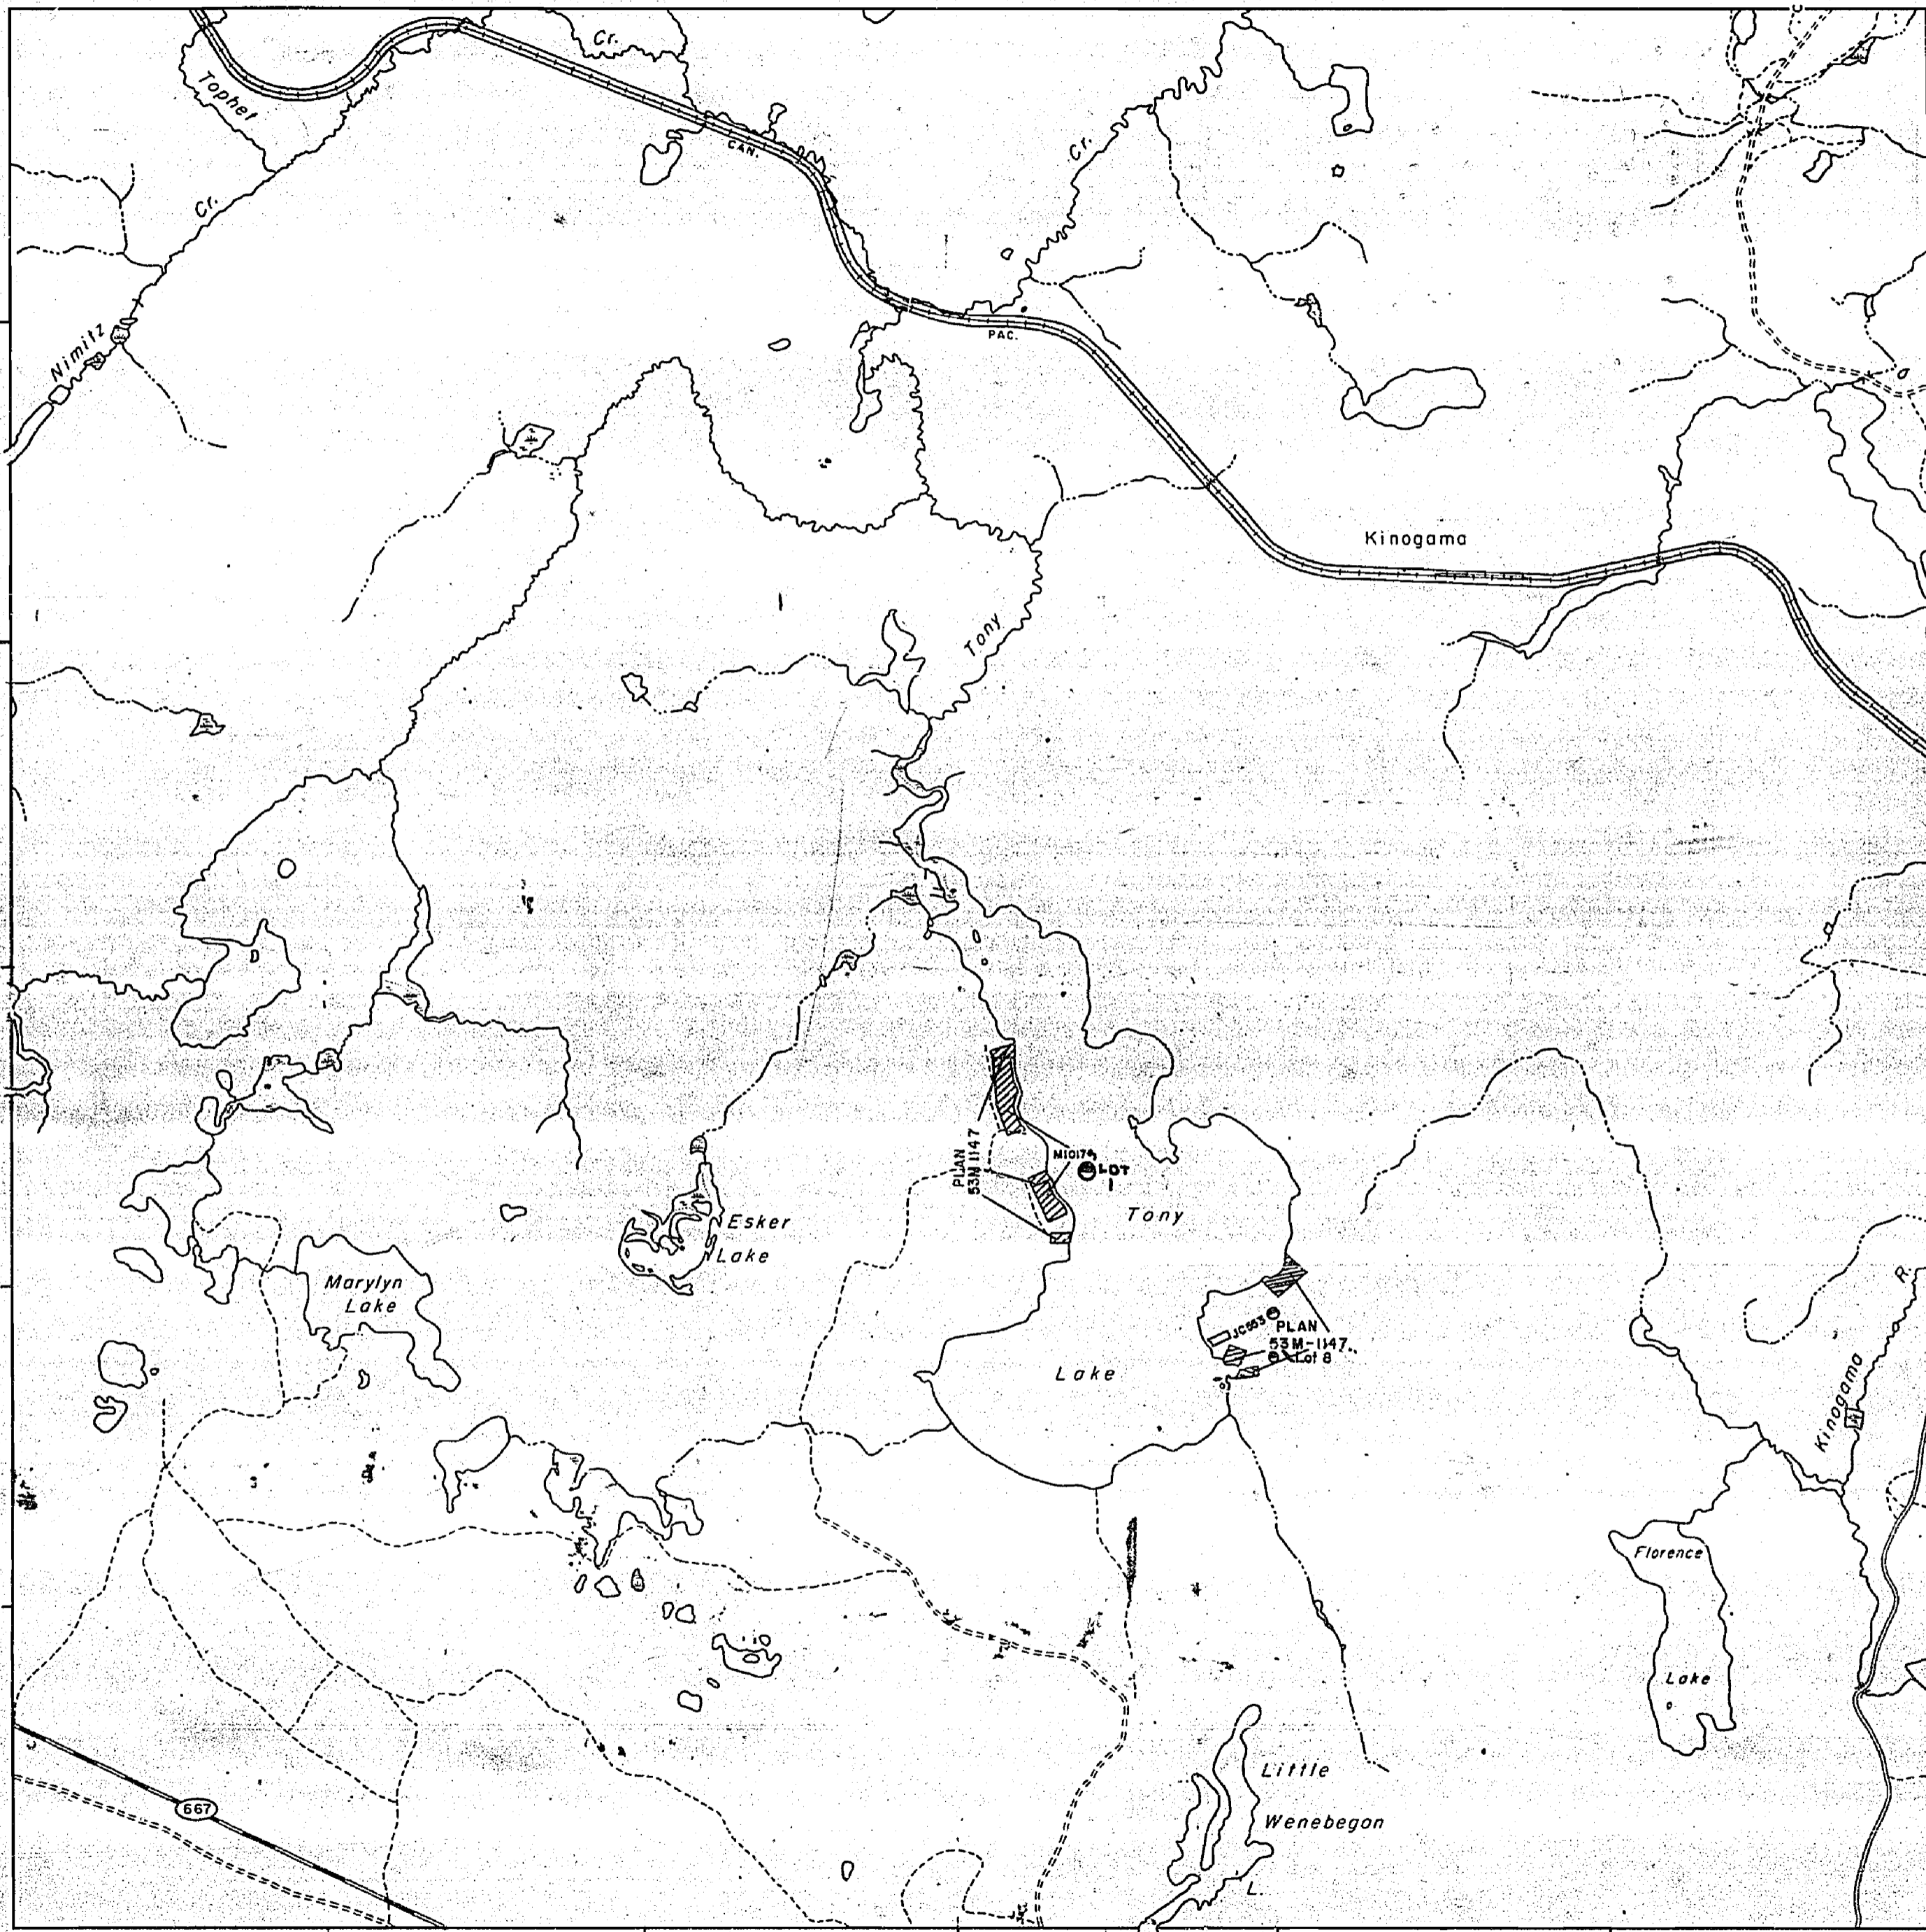 Cr.
Tophet
CAN.
Cr.
Cr.
Nimitz
PAC.
Kinogama
Tony
PLAN
53M 1147
M1017
LOT
1
Tony
Esker
Lake
Marylyn
Lake
R.
JC553
PLAN
53M-1147
Lot 8
Lake
Kinogama
Florence
Lake
Little
667
Wenebegon
L.